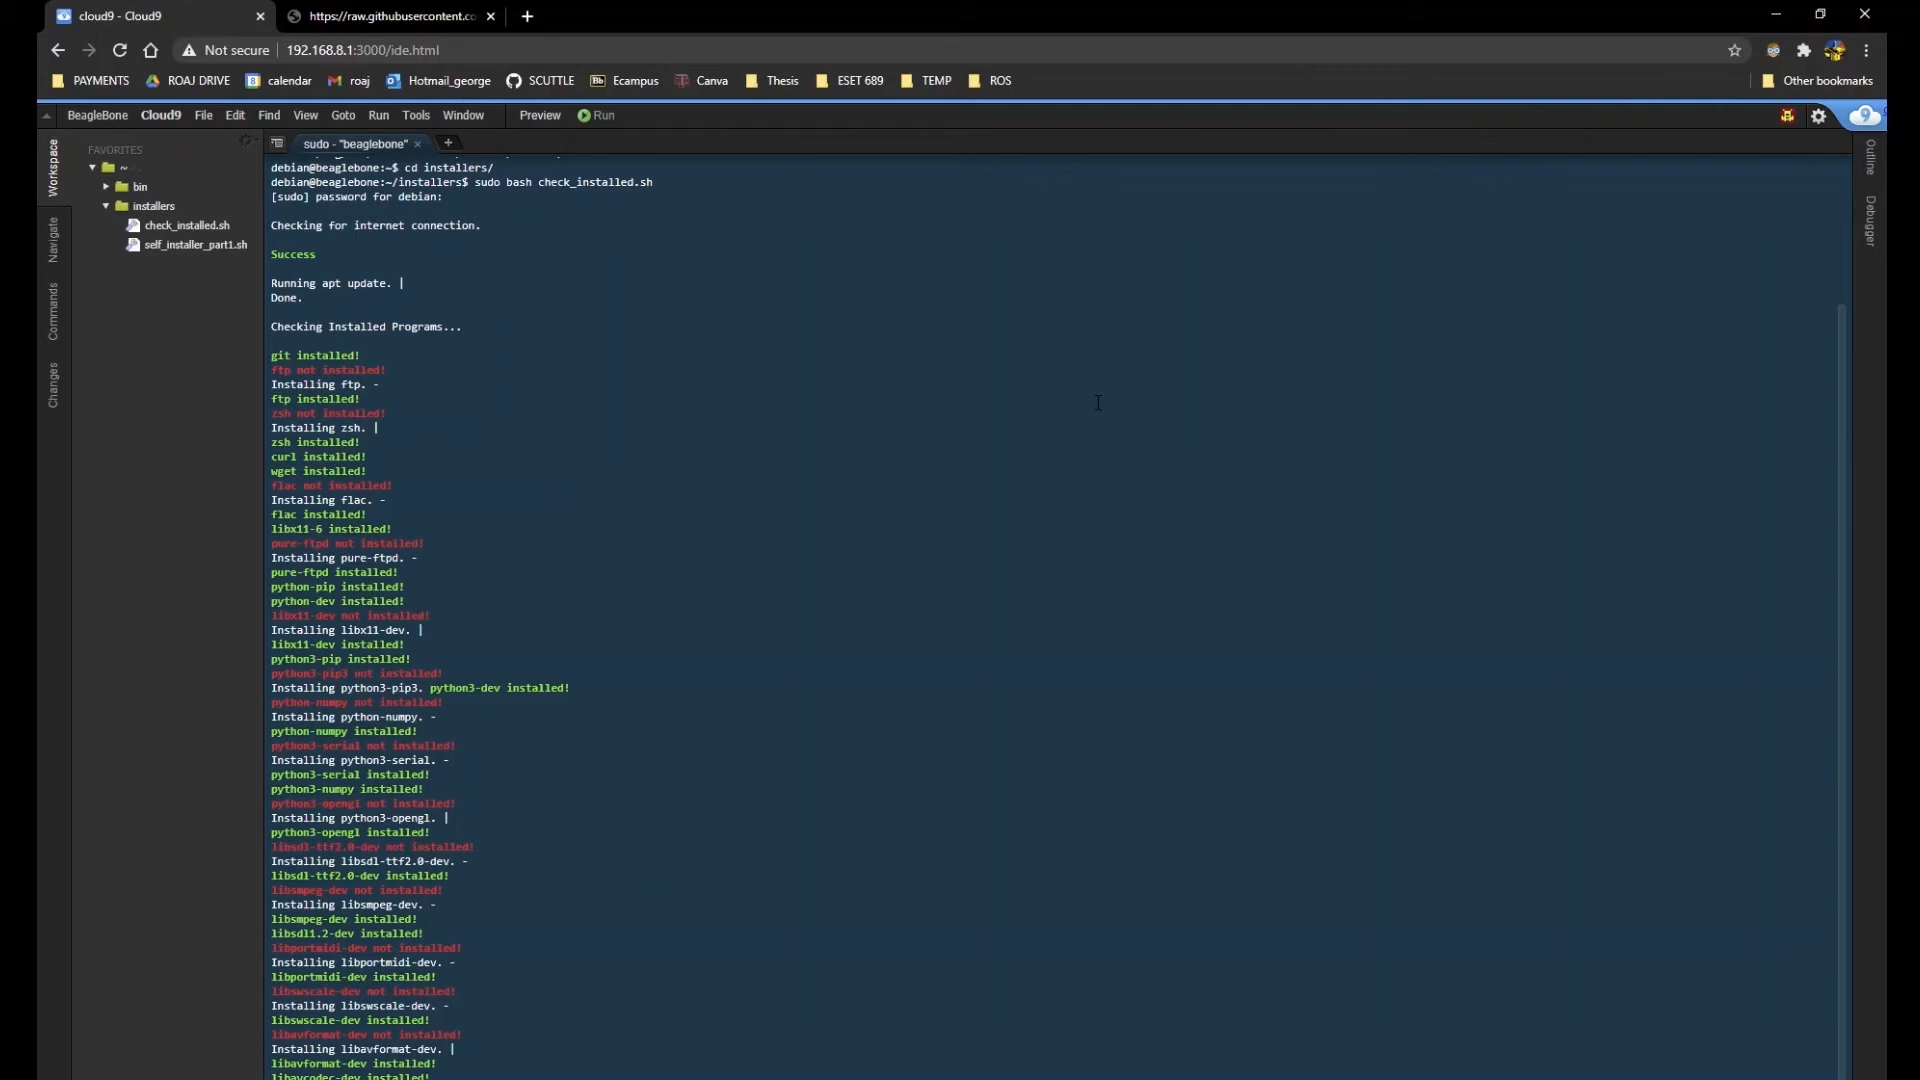 cloud9 - Cloud9
https://raw.githubusercontent.co
Not secure
192.168.8.1:3000/ide.html
PAYMENTS
ROAJ DRIVE
calendar
roaj
Hotmail_george
SCUTTLE
Bb Ecampus
Canva
Thesis
ESET 689
TEMP
ROS
Other bookmarks
BeagleBone
Cloud9
File
Edit
Find
View
Goto
Run
Tools
Window
Preview
Run
Workspace
Navigate
Commands
Changes
FAVORITES
~
bin
installers
check_installed.sh
self_installer_part1.sh
sudo - "beaglebone"
debian@beaglebone:~$ cd installers/
debian@beaglebone:~/installers$ sudo bash check_installed.sh
[sudo] password for debian:
Checking for internet connection.
Success
Running apt update. |
Done.
Checking Installed Programs...
git installed!
ftp not installed!
Installing ftp. -
ftp installed!
zsh not installed!
Installing zsh. |
zsh installed!
curl installed!
wget installed!
flac not installed!
Installing flac. -
flac installed!
libx11-6 installed!
pure-ftpd not installed!
Installing pure-ftpd. -
pure-ftpd installed!
python-pip installed!
python-dev installed!
libx11-dev not installed!
Installing libx11-dev. |
libx11-dev installed!
python3-pip installed!
python3-pip3 not installed!
Installing python3-pip3. python3-dev installed!
python-numpy not installed!
Installing python-numpy. -
python-numpy installed!
python3-serial not installed!
Installing python3-serial. -
python3-serial installed!
python3-numpy installed!
python3-opengl not installed!
Installing python3-opengl. |
python3-opengl installed!
libsdl-ttf2.0-dev not installed!
Installing libsdl-ttf2.0-dev. -
libsdl-ttf2.0-dev installed!
libsmpeg-dev not installed!
Installing libsmpeg-dev. -
libsmpeg-dev installed!
libsdl1.2-dev installed!
libportmidi-dev not installed!
Installing libportmidi-dev. -
libportmidi-dev installed!
libswscale-dev not installed!
Installing libswscale-dev. -
libswscale-dev installed!
libavformat-dev not installed!
Installing libavformat-dev. |
libavformat-dev installed!
libavcodec-dev installed!
Outline
Debugger